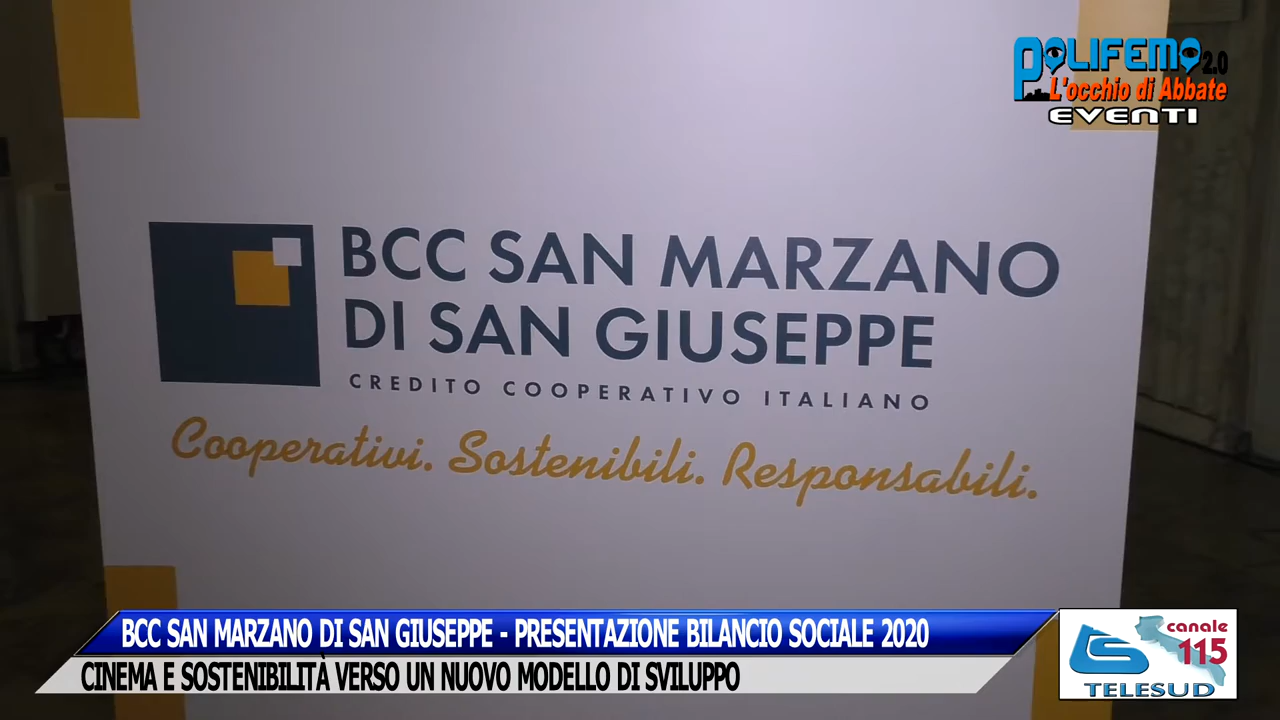 POLIFEMO 2.0
L'occhio di Abbate
EVENTI
BCC SAN MARZANO
DI SAN GIUSEPPE
CREDITO COOPERATIVO ITALIANO
Cooperativi. Sostenibili. Responsabili.
BCC SAN MARZANO DI SAN GIUSEPPE - PRESENTAZIONE BILANCIO SOCIALE 2020
CINEMA E SOSTENIBILITÀ VERSO UN NUOVO MODELLO DI SVILUPPO
canale
115
TS
TELESUD